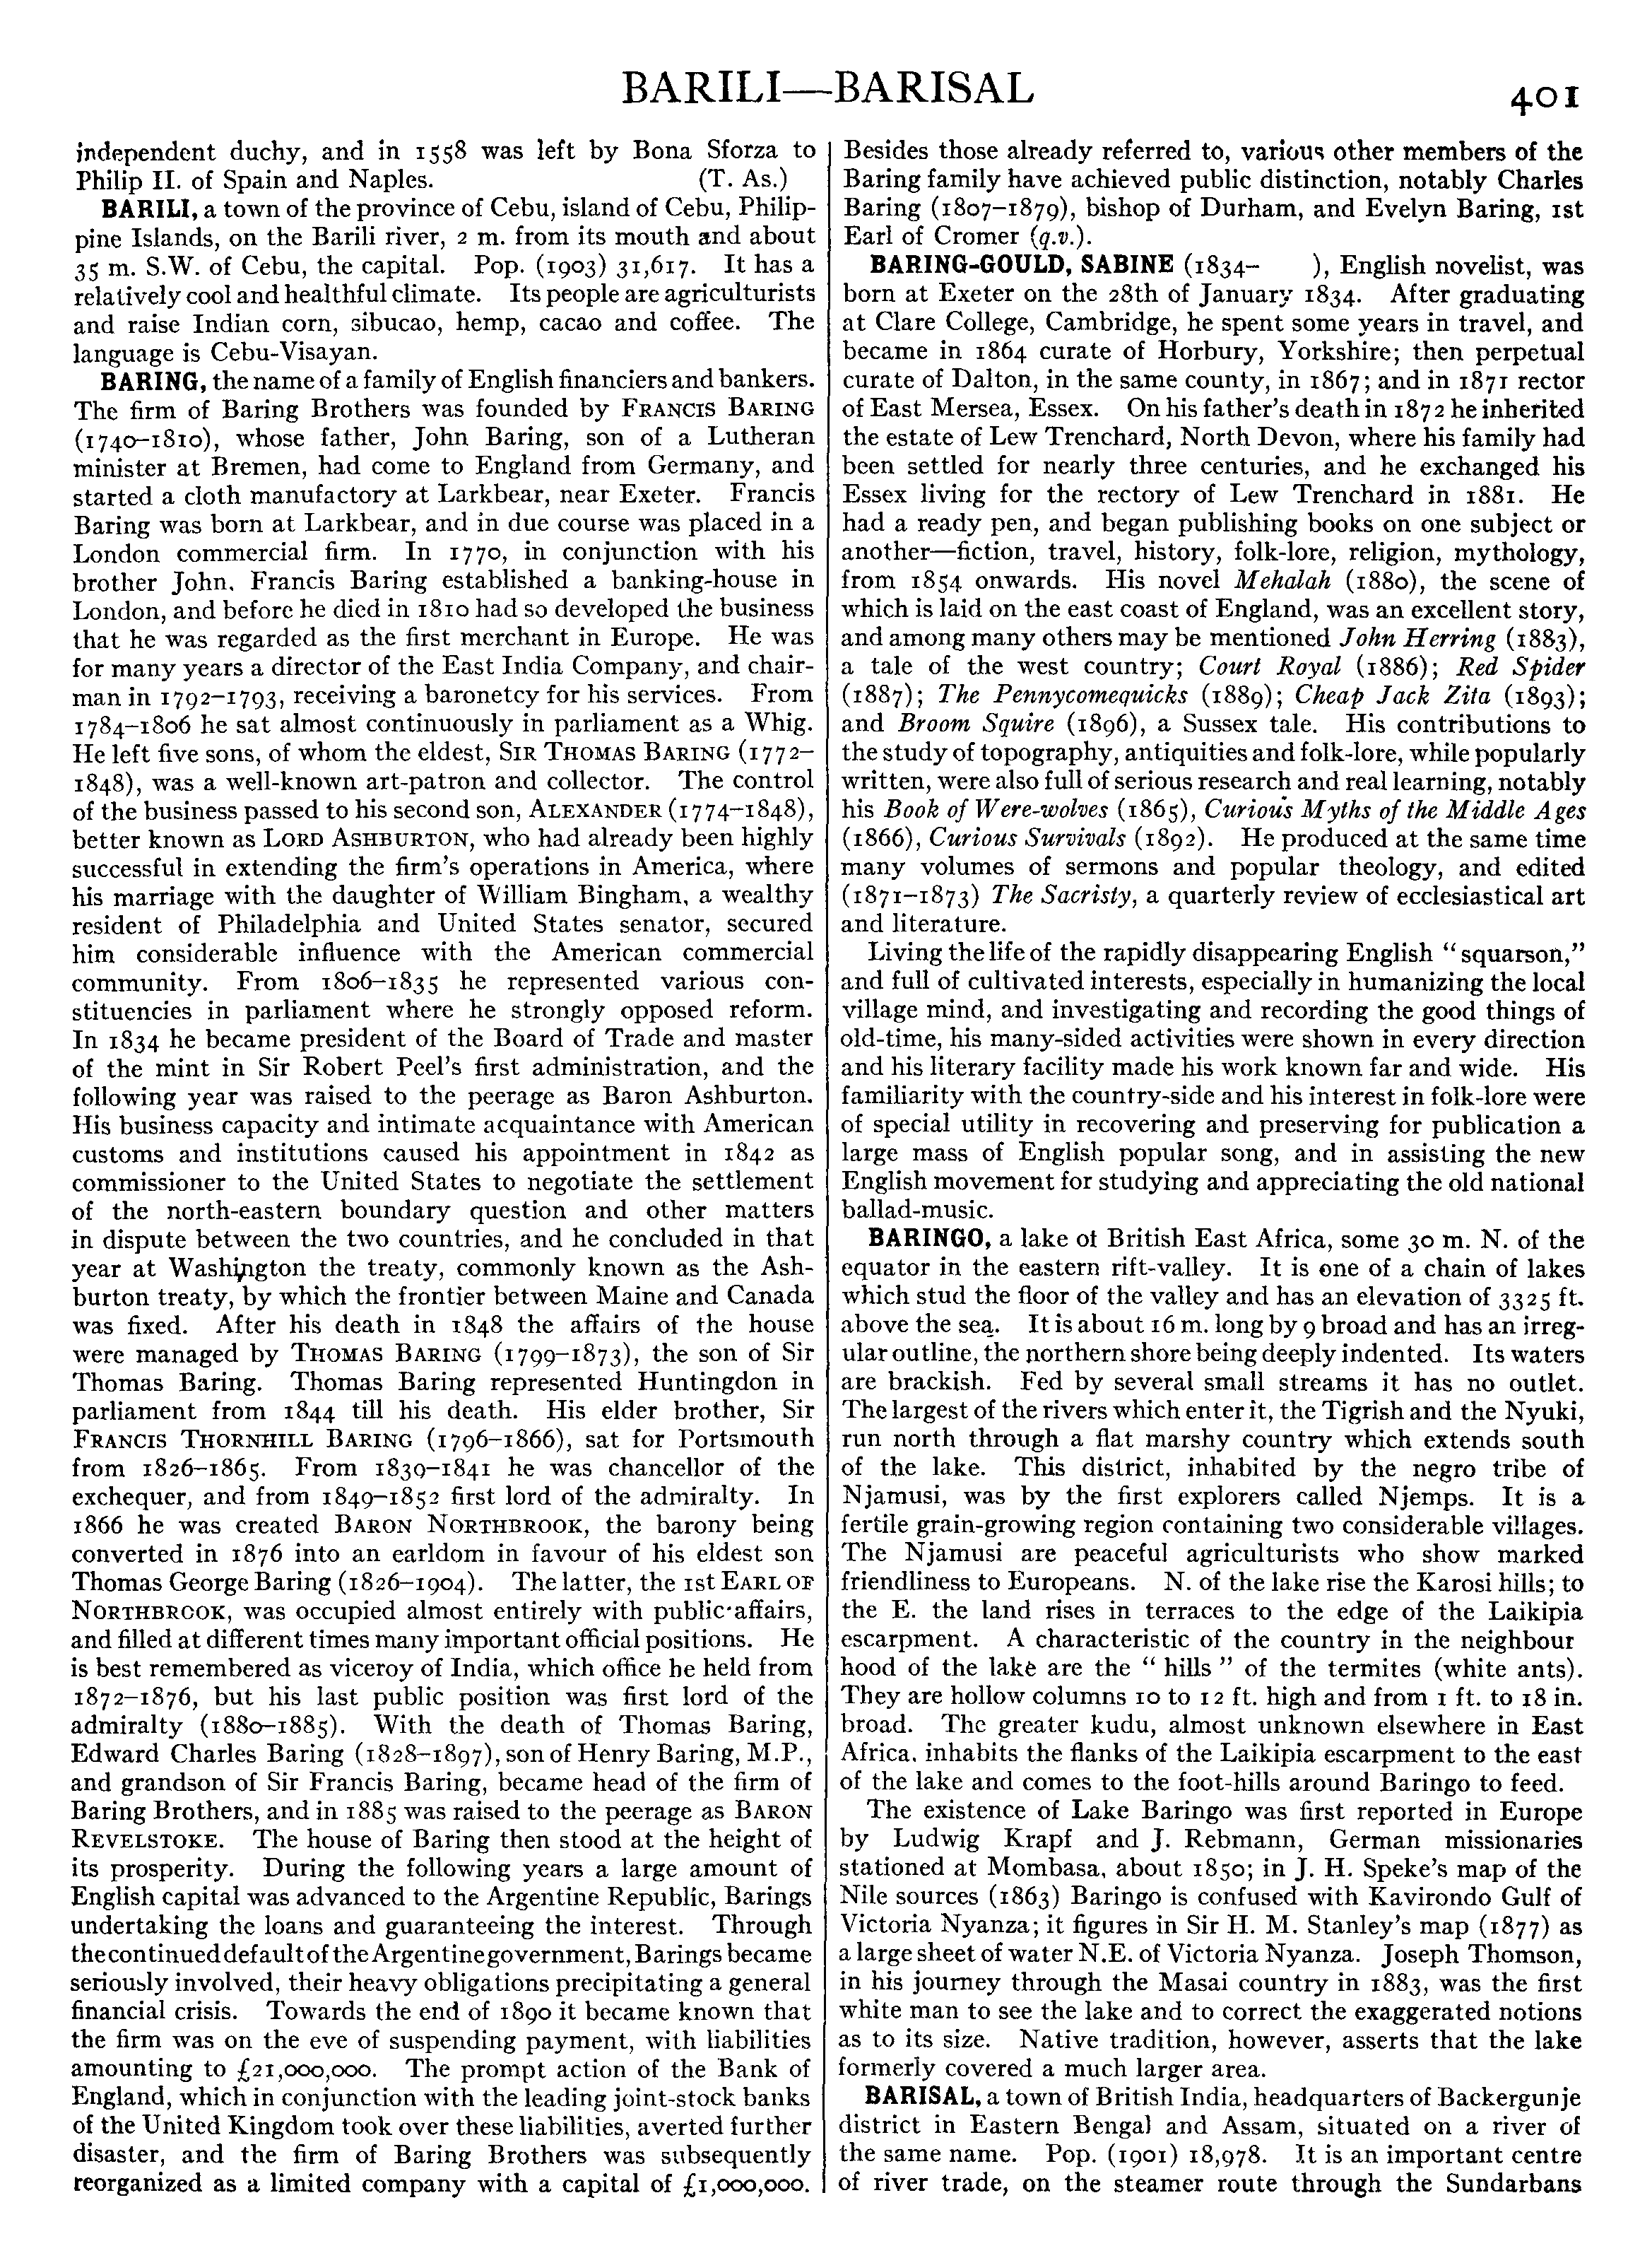 BARILI—BARISAL
401
independent duchy, and in 1558 was left by Bona Sforza to
Philip II. of Spain and Naples. (T. As.)
BARILI, a town of the province of Cebu, island of Cebu, Philip-
pine Islands, on the Barili river, 2 m. from its mouth and about
35 m. S.W. of Cebu, the capital. Pop. (1903) 31,617. It has a
relatively cool and healthful climate. Its people are agriculturists
and raise Indian corn, sibucao, hemp, cacao and coffee. The
language is Cebu-Visayan.
BARING, the name of a family of English financiers and bankers.
The firm of Baring Brothers was founded by FRANCIS BARING
(1740–1810), whose father, John Baring, son of a Lutheran
minister at Bremen, had come to England from Germany, and
started a cloth manufactory at Larkbear, near Exeter. Francis
Baring was born at Larkbear, and in due course was placed in a
London commercial firm. In 1770, in conjunction with his
brother John, Francis Baring established a banking-house in
London, and before he died in 1810 had so developed the business
that he was regarded as the first merchant in Europe. He was
for many years a director of the East India Company, and chair-
man in 1792–1793, receiving a baronetcy for his services. From
1784–1806 he sat almost continuously in parliament as a Whig.
He left five sons, of whom the eldest, SIR THOMAS BARING (1772–
1848), was a well-known art-patron and collector. The control
of the business passed to his second son, ALEXANDER (1774–1848),
better known as LORD ASHBURTON, who had already been highly
successful in extending the firm's operations in America, where
his marriage with the daughter of William Bingham, a wealthy
resident of Philadelphia and United States senator, secured
him considerable influence with the American commercial
community. From 1806–1835 he represented various con-
stituencies in parliament where he strongly opposed reform.
In 1834 he became president of the Board of Trade and master
of the mint in Sir Robert Peel's first administration, and the
following year was raised to the peerage as Baron Ashburton.
His business capacity and intimate acquaintance with American
customs and institutions caused his appointment in 1842 as
commissioner to the United States to negotiate the settlement
of the north-eastern boundary question and other matters
in dispute between the two countries, and he concluded in that
year at Washington the treaty, commonly known as the Ash-
burton treaty, by which the frontier between Maine and Canada
was fixed. After his death in 1848 the affairs of the house
were managed by THOMAS BARING (1799–1873), the son of Sir
Thomas Baring. Thomas Baring represented Huntingdon in
parliament from 1844 till his death. His elder brother, Sir
FRANCIS THORNHILL BARING (1796–1866), sat for Portsmouth
from 1826–1865. From 1839–1841 he was chancellor of the
exchequer, and from 1849–1852 first lord of the admiralty. In
1866 he was created BARON NORTHBROOK, the barony being
converted in 1876 into an earldom in favour of his eldest son
Thomas George Baring (1826–1904). The latter, the 1st EARL OF
NORTHBROOK, was occupied almost entirely with public affairs,
and filled at different times many important official positions. He
is best remembered as viceroy of India, which office he held from
1872–1876, but his last public position was first lord of the
admiralty (1880–1885). With the death of Thomas Baring,
Edward Charles Baring (1828–1897), son of Henry Baring, M.P.,
and grandson of Sir Francis Baring, became head of the firm of
Baring Brothers, and in 1885 was raised to the peerage as BARON
REVELSTOKE. The house of Baring then stood at the height of
its prosperity. During the following years a large amount of
English capital was advanced to the Argentine Republic, Barings
undertaking the loans and guaranteeing the interest. Through
the continued default of the Argentine government, Barings became
seriously involved, their heavy obligations precipitating a general
financial crisis. Towards the end of 1890 it became known that
the firm was on the eve of suspending payment, with liabilities
amounting to £21,000,000. The prompt action of the Bank of
England, which in conjunction with the leading joint-stock banks
of the United Kingdom took over these liabilities, averted further
disaster, and the firm of Baring Brothers was subsequently
reorganized as a limited company with a capital of £1,000,000.
Besides those already referred to, various other members of the
Baring family have achieved public distinction, notably Charles
Baring (1807–1879), bishop of Durham, and Evelyn Baring, 1st
Earl of Cromer (q.v.).
BARING-GOULD, SABINE (1834– ), English novelist, was
born at Exeter on the 28th of January 1834. After graduating
at Clare College, Cambridge, he spent some years in travel, and
became in 1864 curate of Horbury, Yorkshire; then perpetual
curate of Dalton, in the same county, in 1867; and in 1871 rector
of East Mersea, Essex. On his father's death in 1872 he inherited
the estate of Lew Trenchard, North Devon, where his family had
been settled for nearly three centuries, and he exchanged his
Essex living for the rectory of Lew Trenchard in 1881. He
had a ready pen, and began publishing books on one subject or
another—fiction, travel, history, folk-lore, religion, mythology,
from 1854 onwards. His novel Mehalah (1880), the scene of
which is laid on the east coast of England, was an excellent story,
and among many others may be mentioned John Herring (1883),
a tale of the west country; Court Royal (1886); Red Spider
(1887); The Pennycomequicks (1889); Cheap Jack Zita (1893);
and Broom Squire (1896), a Sussex tale. His contributions to
the study of topography, antiquities and folk-lore, while popularly
written, were also full of serious research and real learning, notably
his Book of Were-wolves (1865), Curious Myths of the Middle Ages
(1866), Curious Survivals (1892). He produced at the same time
many volumes of sermons and popular theology, and edited
(1871–1873) The Sacristy, a quarterly review of ecclesiastical art
and literature.
Living the life of the rapidly disappearing English “squarson,”
and full of cultivated interests, especially in humanizing the local
village mind, and investigating and recording the good things of
old-time, his many-sided activities were shown in every direction
and his literary facility made his work known far and wide. His
familiarity with the country-side and his interest in folk-lore were
of special utility in recovering and preserving for publication a
large mass of English popular song, and in assisting the new
English movement for studying and appreciating the old national
ballad-music.
BARINGO, a lake of British East Africa, some 30 m. N. of the
equator in the eastern rift-valley. It is one of a chain of lakes
which stud the floor of the valley and has an elevation of 3325 ft.
above the sea. It is about 16 m. long by 9 broad and has an irreg-
ular outline, the northern shore being deeply indented. Its waters
are brackish. Fed by several small streams it has no outlet.
The largest of the rivers which enter it, the Tigrish and the Nyuki,
run north through a flat marshy country which extends south
of the lake. This district, inhabited by the negro tribe of
Njamusi, was by the first explorers called Njemps. It is a
fertile grain-growing region containing two considerable villages.
The Njamusi are peaceful agriculturists who show marked
friendliness to Europeans. N. of the lake rise the Karosi hills; to
the E. the land rises in terraces to the edge of the Laikipia
escarpment. A characteristic of the country in the neighbour
hood of the lake are the “hills” of the termites (white ants).
They are hollow columns 10 to 12 ft. high and from 1 ft. to 18 in.
broad. The greater kudu, almost unknown elsewhere in East
Africa, inhabits the flanks of the Laikipia escarpment to the east
of the lake and comes to the foot-hills around Baringo to feed.
The existence of Lake Baringo was first reported in Europe
by Ludwig Krapf and J. Rebmann, German missionaries
stationed at Mombasa, about 1850; in J. H. Speke's map of the
Nile sources (1863) Baringo is confused with Kavirondo Gulf of
Victoria Nyanza; it figures in Sir H. M. Stanley's map (1877) as
a large sheet of water N.E. of Victoria Nyanza. Joseph Thomson,
in his journey through the Masai country in 1883, was the first
white man to see the lake and to correct the exaggerated notions
as to its size. Native tradition, however, asserts that the lake
formerly covered a much larger area.
BARISAL, a town of British India, headquarters of Backergunje
district in Eastern Bengal and Assam, situated on a river of
the same name. Pop. (1901) 18,978. It is an important centre
of river trade, on the steamer route through the Sundarbans